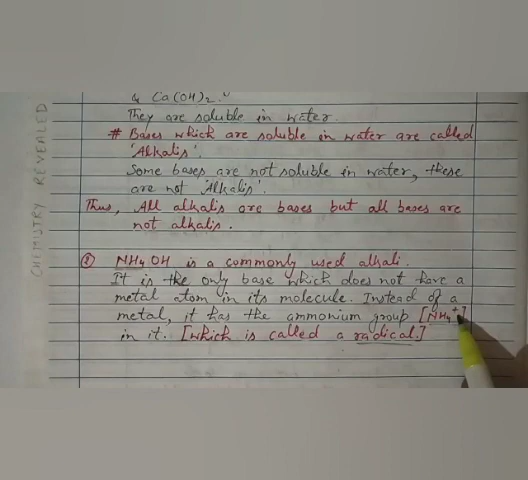 & Ca(OH)2."
They are soluble in water.
# Bases which are soluble in water are called
'Alkalis'.
Some bases are not soluble in water, these
are not 'Alkalis'.
Thus, All alkalis are bases but all bases are
not alkalis.
② NH4OH is a commonly used alkali.
It is the only base which does not have a
metal atom in its molecule. Instead of a
metal, it has the ammonium group [NH4+]
in it. [which is called a radical.]
CHEMISTRY REVEALED